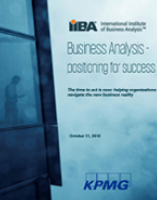 IIBA International Institute
of Business Analysis™
Business Analysis -
positioning for success
The time to act is now: helping organizations
navigate the new business reality
October 21, 2010
KPMG